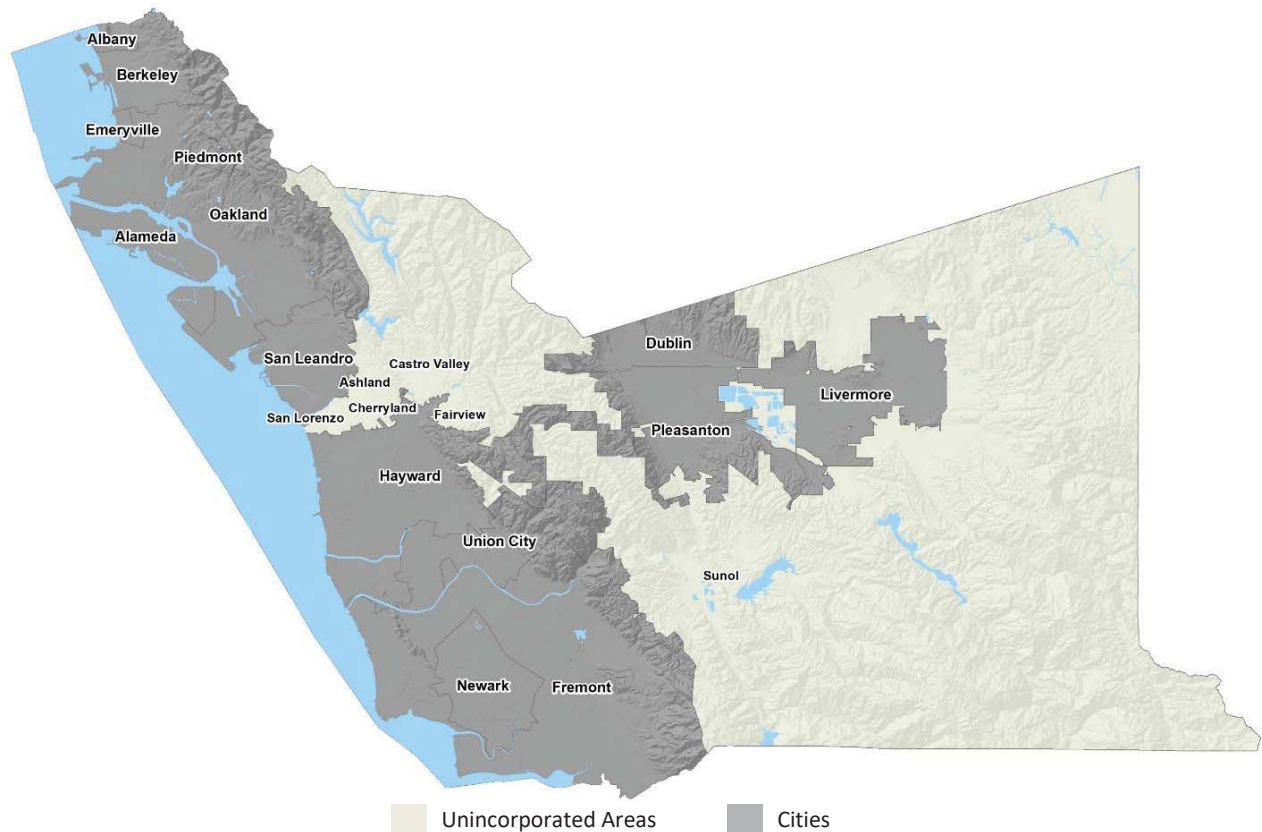 Albany
Berkeley
Emeryville
Piedmont
Oakland
Alameda
San Leandro
Castro Valley
Ashland
San Lorenzo
Cherryland
Fairview
Dublin
Livermore
Pleasanton
Hayward
Union City
Sunol
Newark
Fremont
Unincorporated Areas
Cities